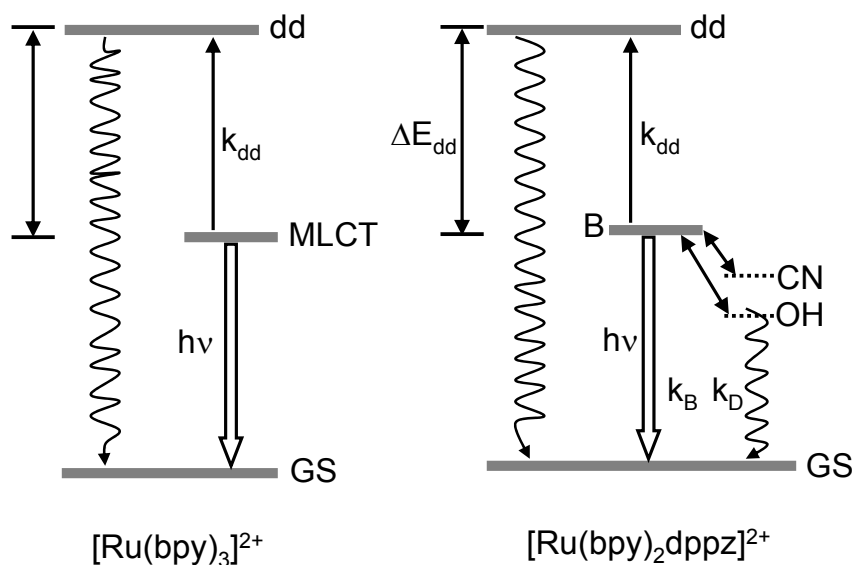 dd
k_dd
MLCT
hν
GS
[Ru(bpy)₃]²⁺
dd
ΔE_dd
k_dd
B
CN
OH
hν
k_B
k_D
GS
[Ru(bpy)₂dppz]²⁺